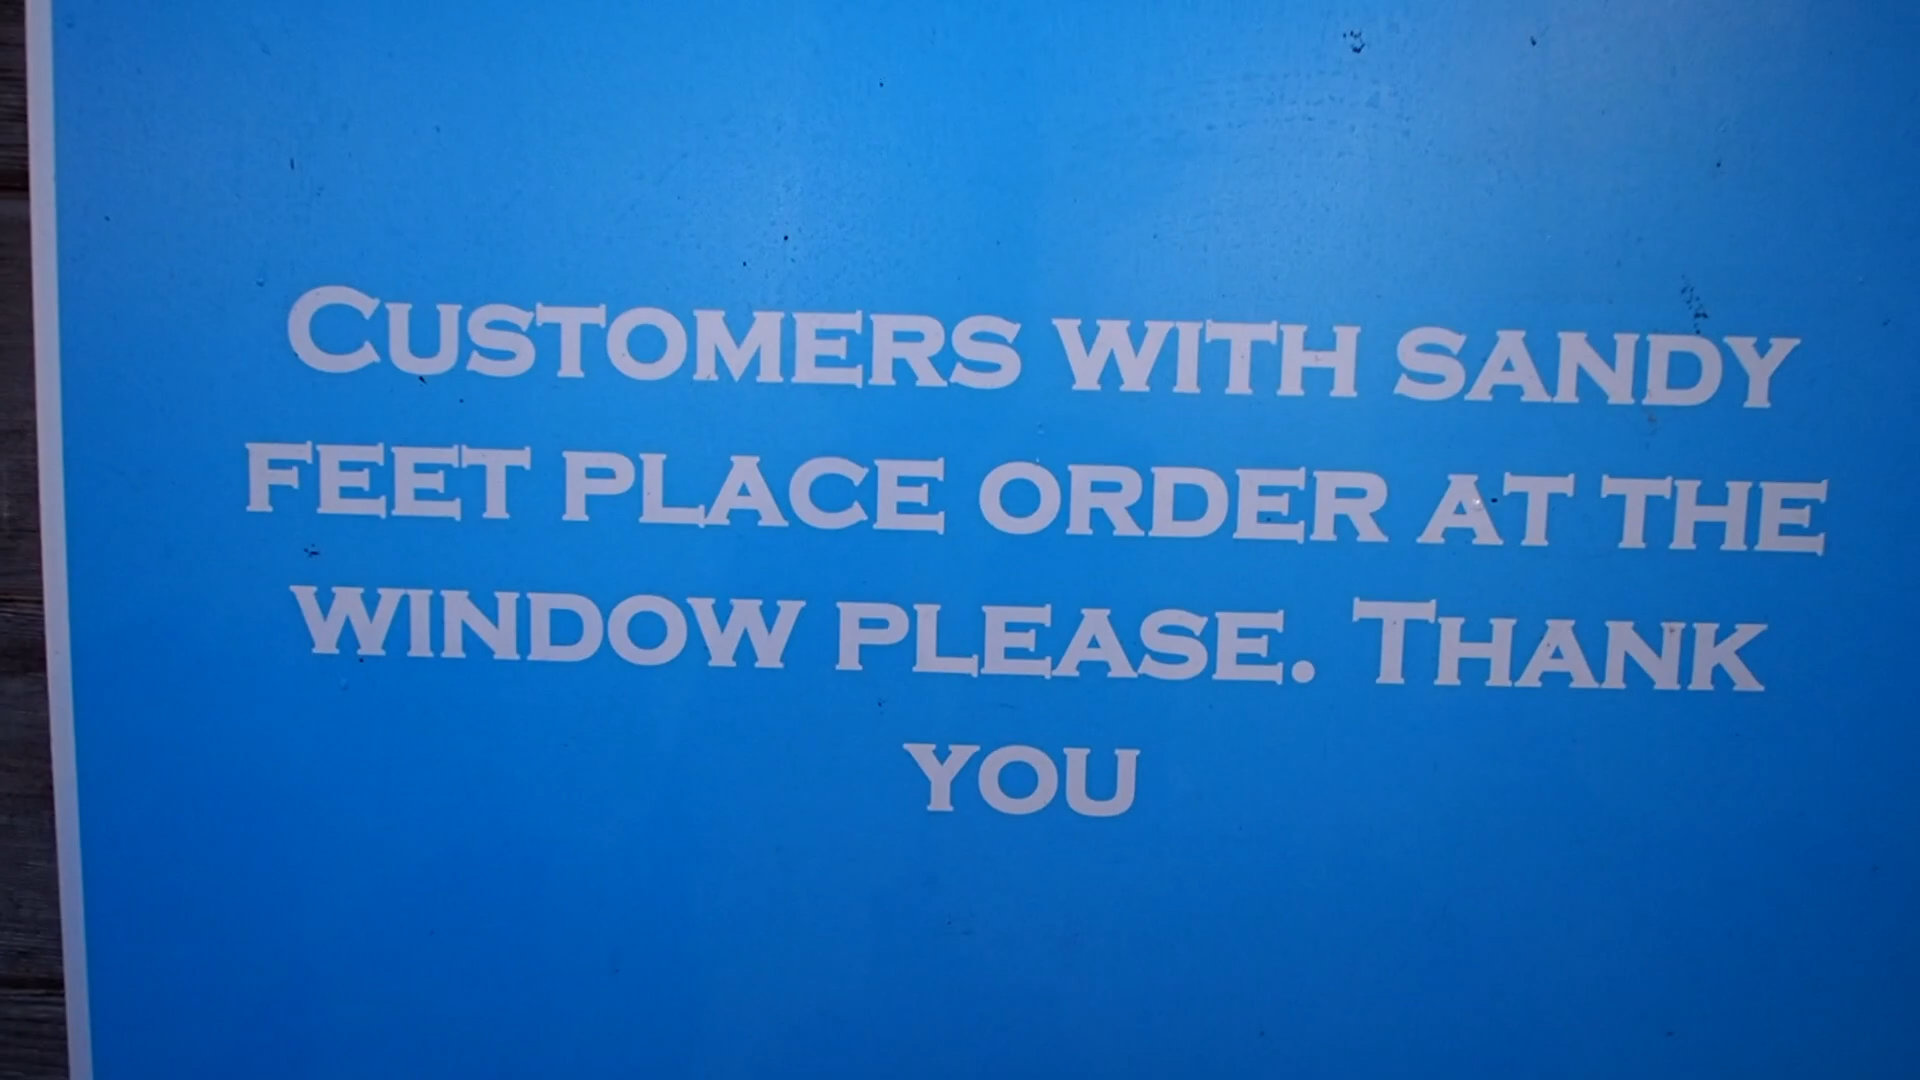 Customers with sandy
feet place order at the
window please. Thank
you